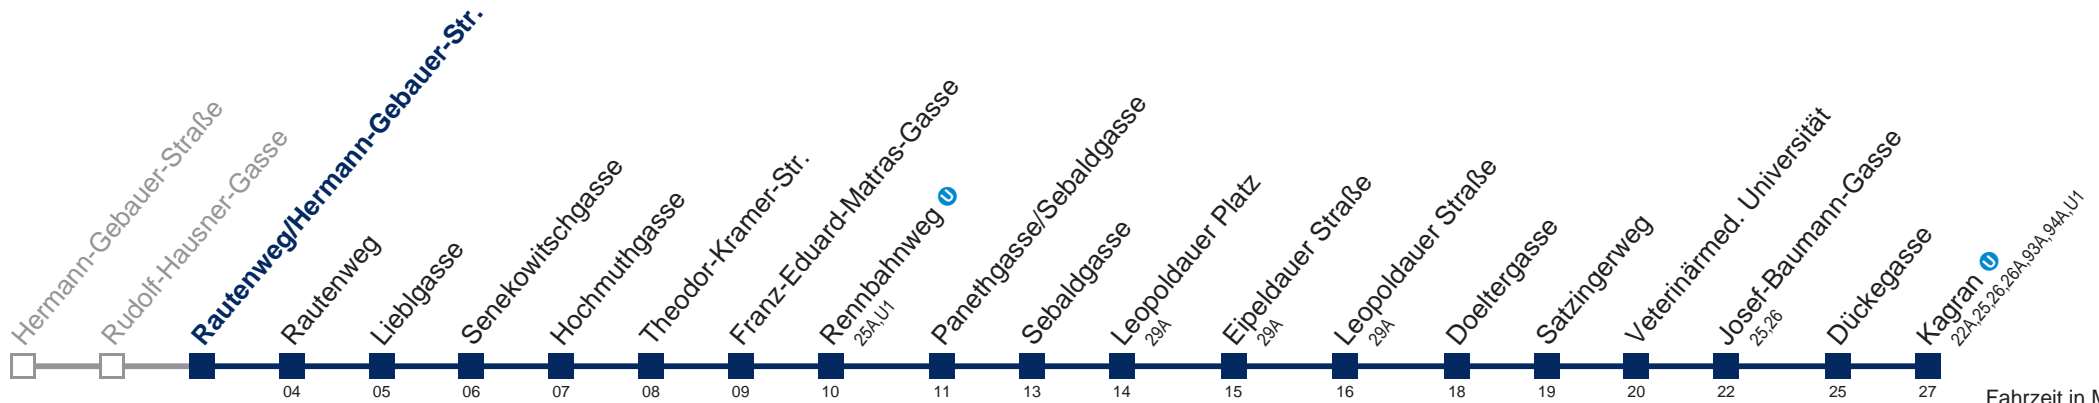 Hermann-Gebauer-Straße
Rudolf-Hausner-Gasse
Rautenweg/Hermann-Gebauer-Str.
Rautenweg
Lieblgasse
Senekowitschgasse
Hochmuthgasse
Theodor-Kramer-Str.
Franz-Eduard-Matras-Gasse
Rennbahnweg U
25A,U1
Panethgasse/Sebaldgasse
Sebaldgasse
Leopoldauer Platz
29A
Eipeldauer Straße
29A
Leopoldauer Straße
29A
Doeltergasse
Satzingerweg
Veterinärmed. Universität
Josef-Baumann-Gasse
25,26
Dückegasse
Kagran U
22A,25,26,26A,93A,94A,U1
04 05 06 07 08 09 10 11 13 14 15 16 18 19 20 22 25 27
Fahrzeit in M